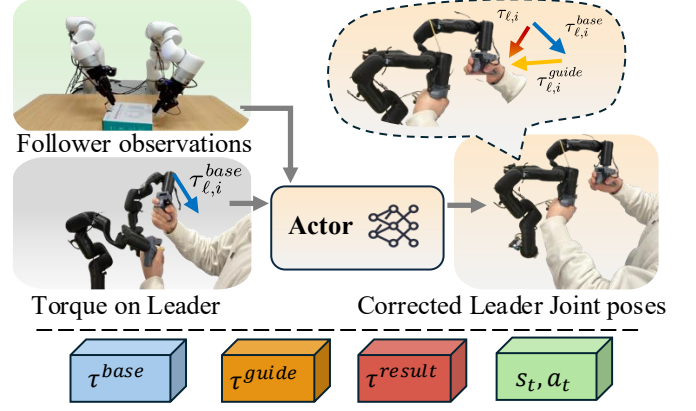 τ_{ℓ,i} τ_{ℓ,i}^{base}
τ_{ℓ,i}^{guide}
Follower observations
τ_{ℓ,i}^{base}
Actor
Torque on Leader
Corrected Leader Joint poses
τ^{base} τ^{guide} τ^{result} s_t, a_t